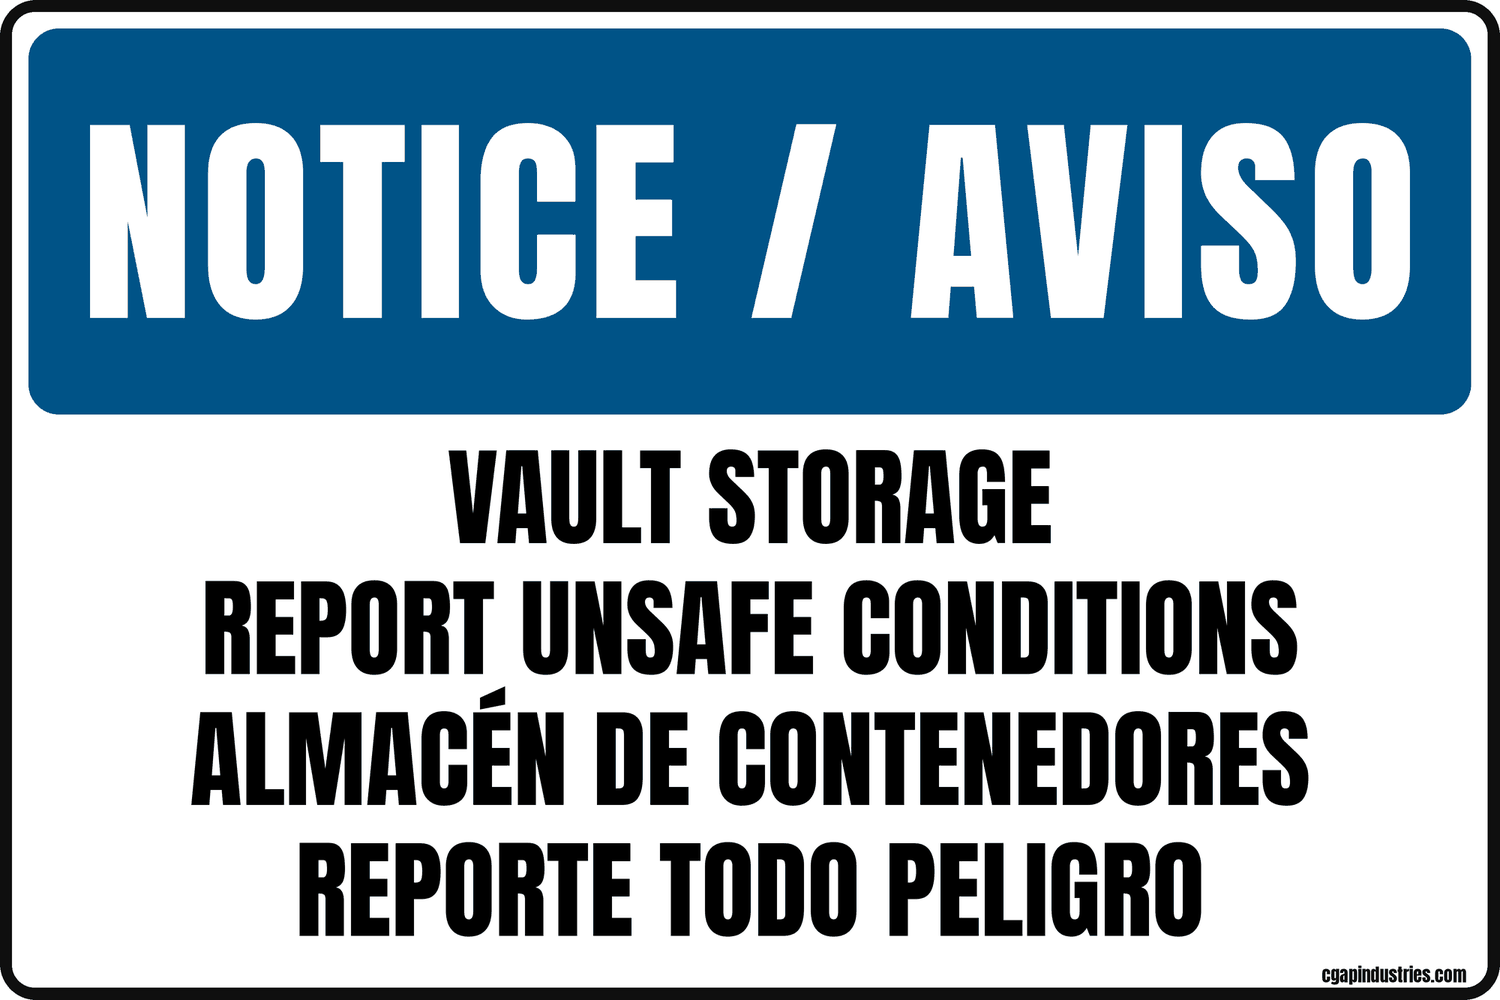 NOTICE / AVISO
VAULT STORAGE
REPORT UNSAFE CONDITIONS
ALMACÉN DE CONTENEDORES
REPORTE TODO PELIGRO
cgapindustries.com